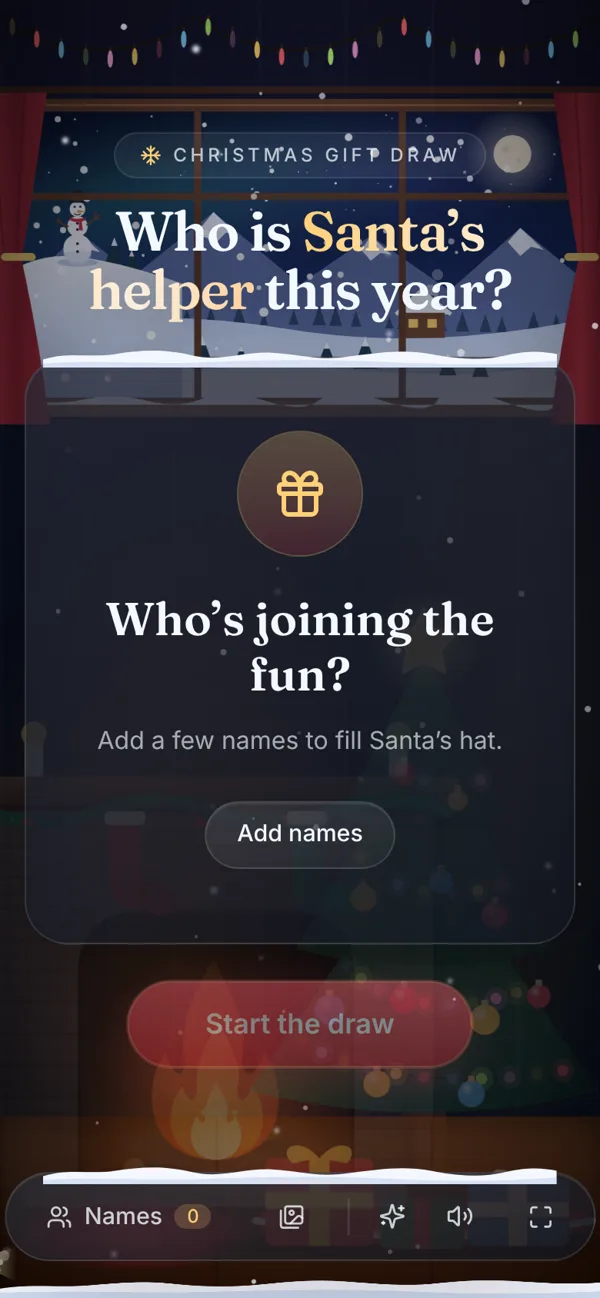 CHRISTMAS GIFT DRAW
Who is Santa’s
helper this year?
Who’s joining the
fun?
Add a few names to fill Santa’s hat.
Add names
Start the draw
Names 0